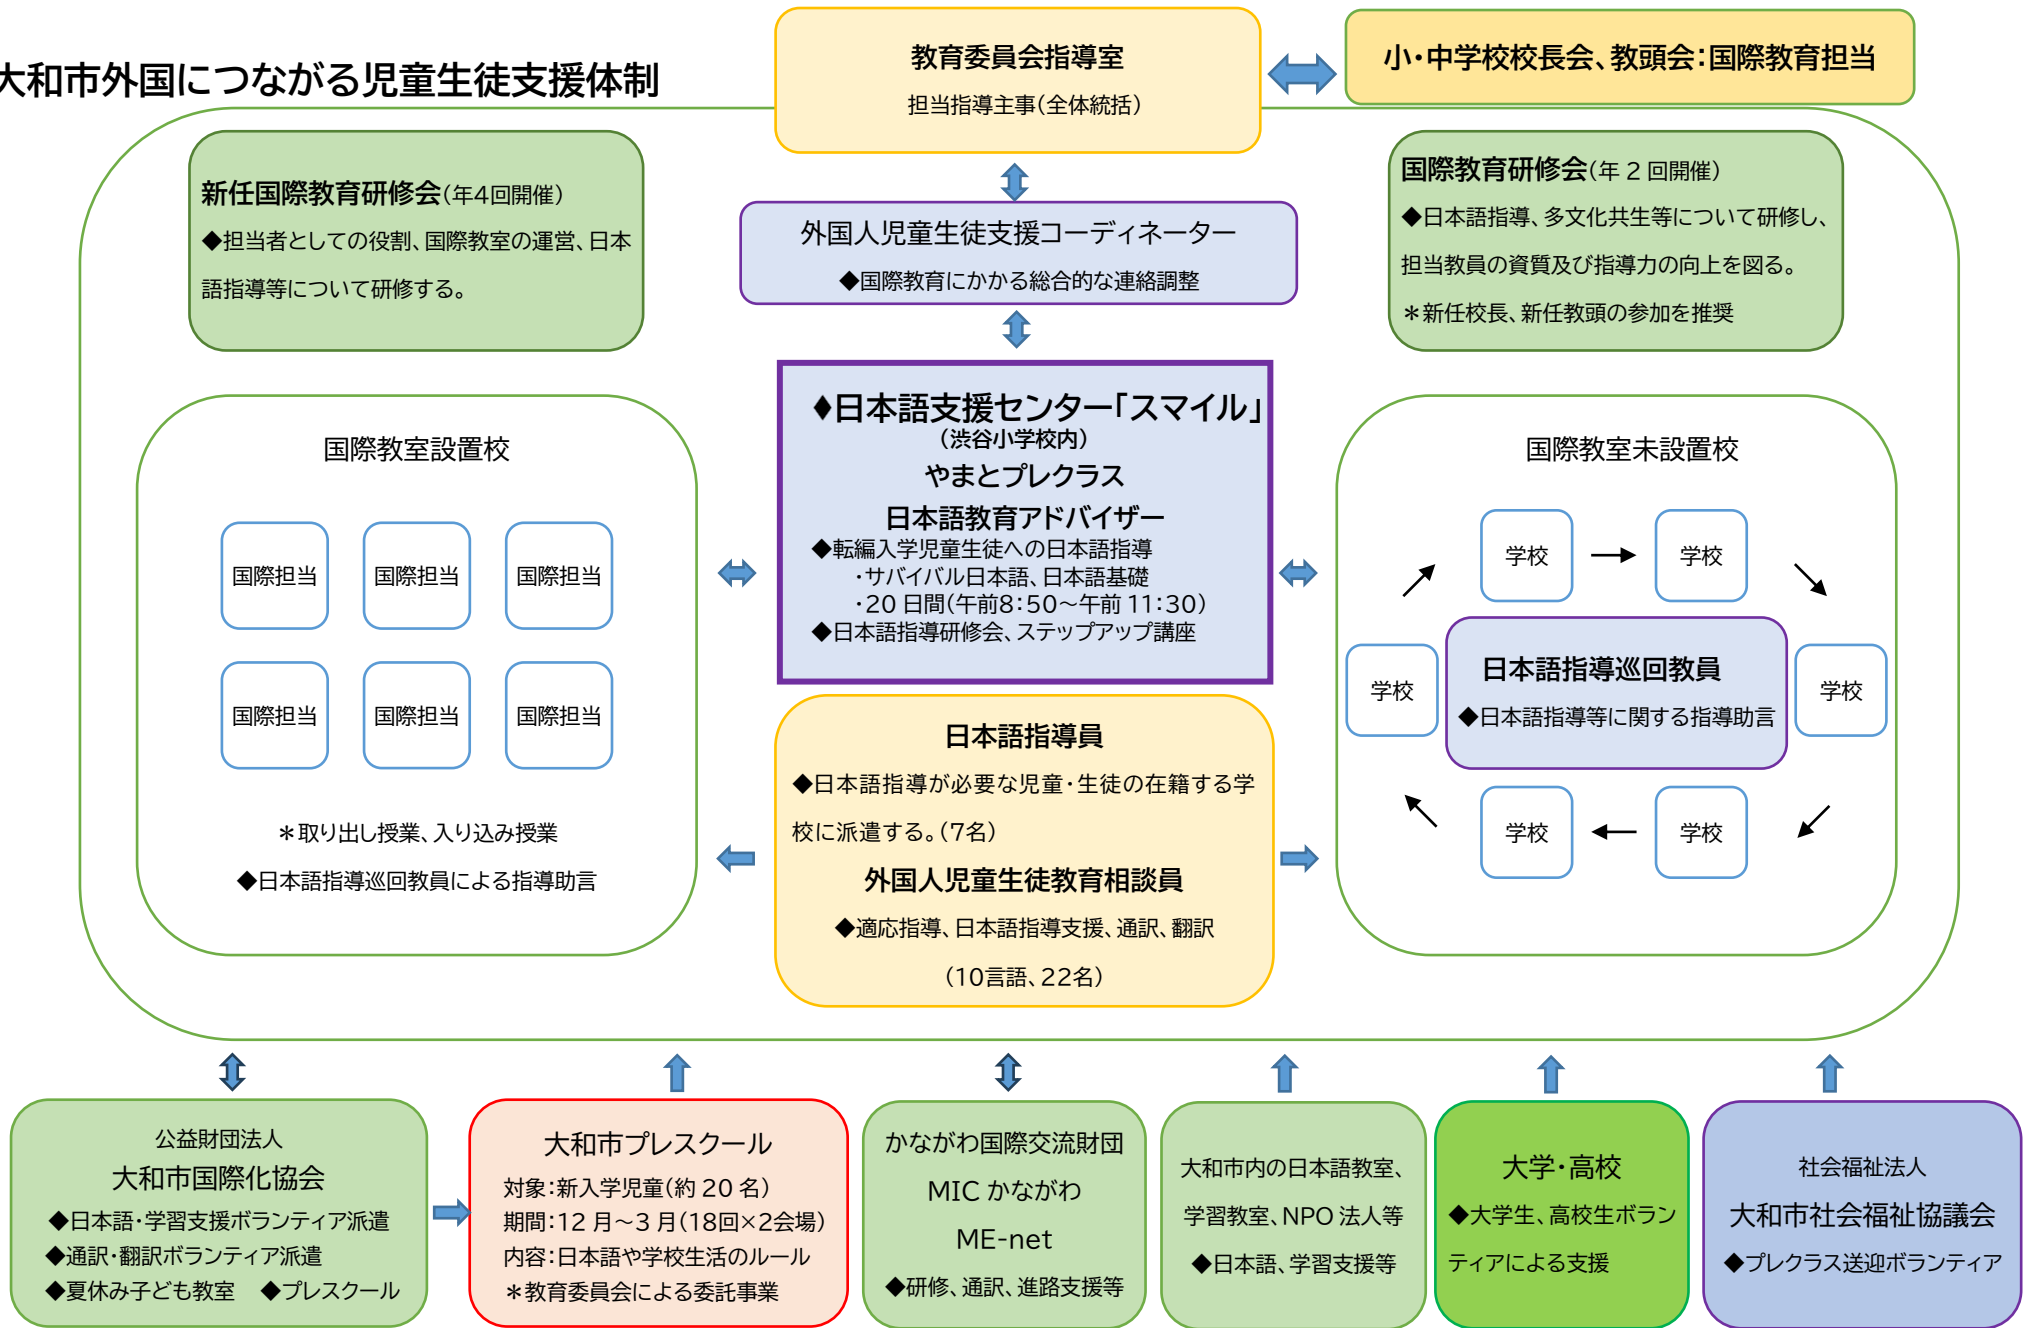 大和市外国につながる児童生徒支援体制
教育委員会指導室
担当指導主事(全体統括)
小・中学校校長会、教頭会:国際教育担当
新任国際教育研修会(年4回開催)
◆担当者としての役割、国際教室の運営、日本
語指導等について研修する。
外国人児童生徒支援コーディネーター
◆国際教育にかかる総合的な連絡調整
国際教育研修会(年2回開催)
◆日本語指導、多文化共生等について研修し、
担当教員の資質及び指導力の向上を図る。
*新任校長、新任教頭の参加を推奨
国際教室設置校
国際担当
国際担当
国際担当
国際担当
国際担当
国際担当
*取り出し授業、入り込み授業
◆日本語指導巡回教員による指導助言
♦日本語支援センター「スマイル」
(渋谷小学校内)
やまとプレクラス
日本語教育アドバイザー
◆転編入学児童生徒への日本語指導
・サバイバル日本語、日本語基礎
・20日間(午前8:50~午前11:30)
◆日本語指導研修会、ステップアップ講座
日本語指導員
◆日本語指導が必要な児童・生徒の在籍する学
校に派遣する。(7名)
外国人児童生徒教育相談員
◆適応指導、日本語指導支援、通訳、翻訳
(10言語、22名)
国際教室未設置校
学校
学校
学校
日本語指導巡回教員
◆日本語指導等に関する指導助言
学校
学校
学校
公益財団法人
大和市国際化協会
◆日本語・学習支援ボランティア派遣
◆通訳・翻訳ボランティア派遣
◆夏休み子ども教室 ◆プレスクール
大和市プレスクール
対象:新入学児童(約20名)
期間:12月~3月(18回×2会場)
内容:日本語や学校生活のルール
*教育委員会による委託事業
かながわ国際交流財団
MICかながわ
ME-net
◆研修、通訳、進路支援等
大和市内の日本語教室、
学習教室、NPO法人等
◆日本語、学習支援等
大学・高校
◆大学生、高校生ボラン
ティアによる支援
社会福祉法人
大和市社会福祉協議会
◆プレクラス送迎ボランティア